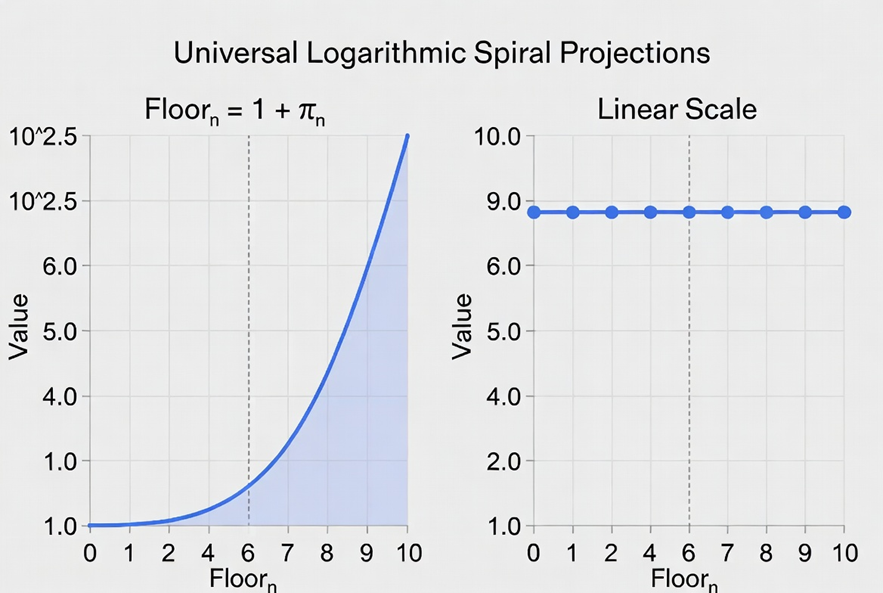 Universal Logarithmic Spiral Projections
Floorₙ = 1 + πₙ
10^2.5
10^2.5
6.0
5.0
4.0
1.0
1.0
Value
0 1 2 4 6 7 8 9 10
Floorₙ
Linear Scale
10.0
9.0
6.0
5.0
4.0
2.0
1.0
Value
0 1 2 4 6 7 8 9 10
Floorₙ